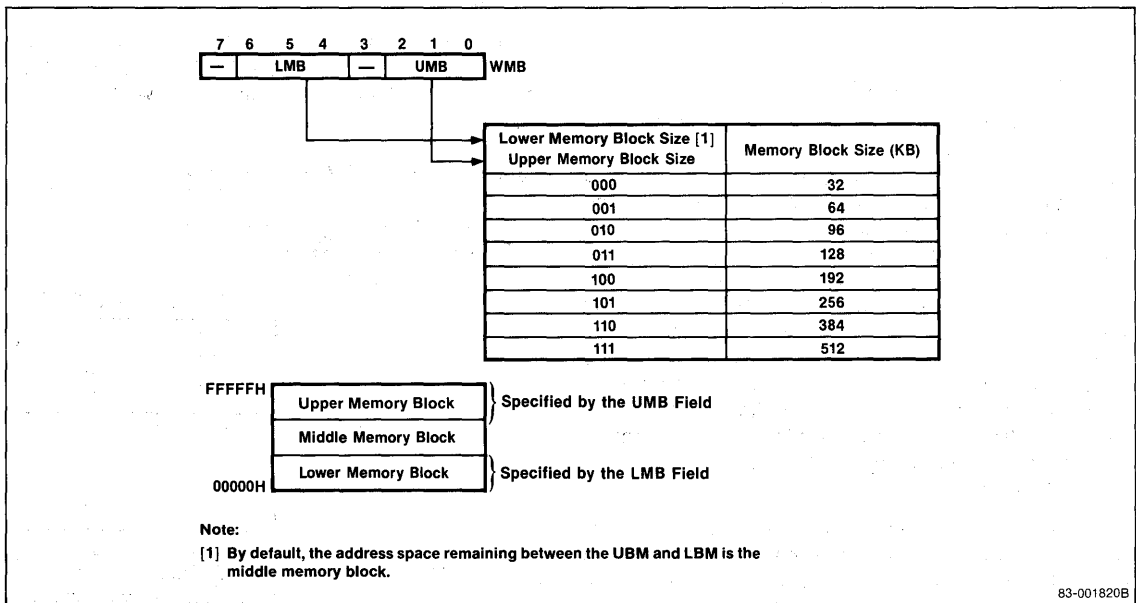 7 6 5 4 3 2 1 0
— LMB — UMB WMB
Lower Memory Block Size [1]
Upper Memory Block Size
Memory Block Size (KB)
000 32
001 64
010 96
011 128
100 192
101 256
110 384
111 512
FFFFFH
Upper Memory Block Specified by the UMB Field
Middle Memory Block
Lower Memory Block Specified by the LMB Field
00000H
Note:
[1] By default, the address space remaining between the UBM and LBM is the
middle memory block.
83-001820B